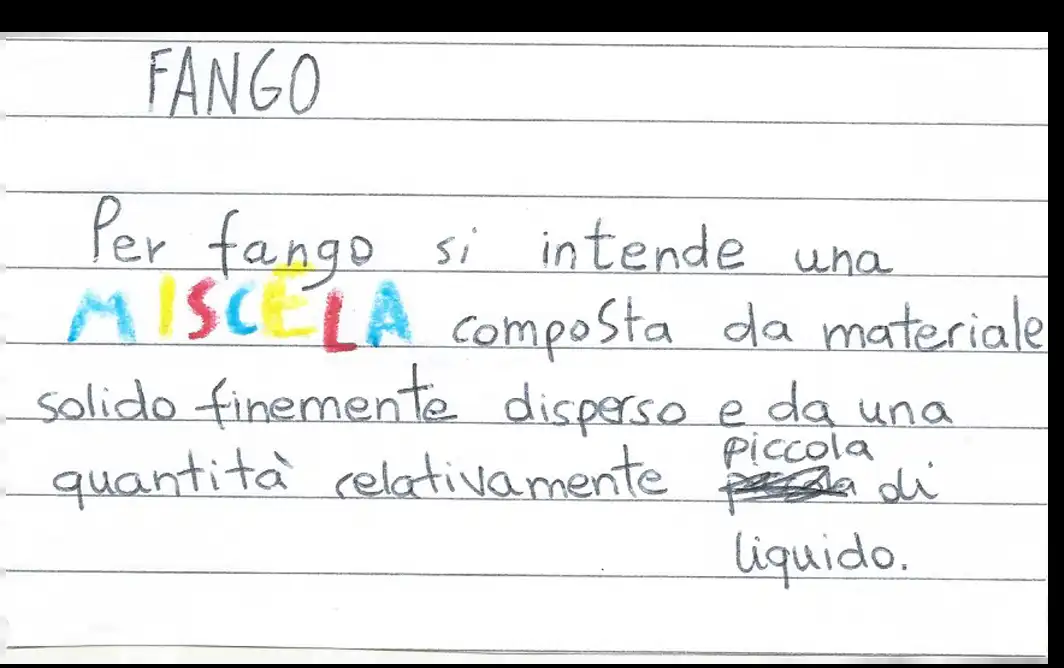 FANGO
Per fango si intende una
MISCELA composta da materiale
solido finemente disperso e da una
quantità relativamente piccola di
liquido.